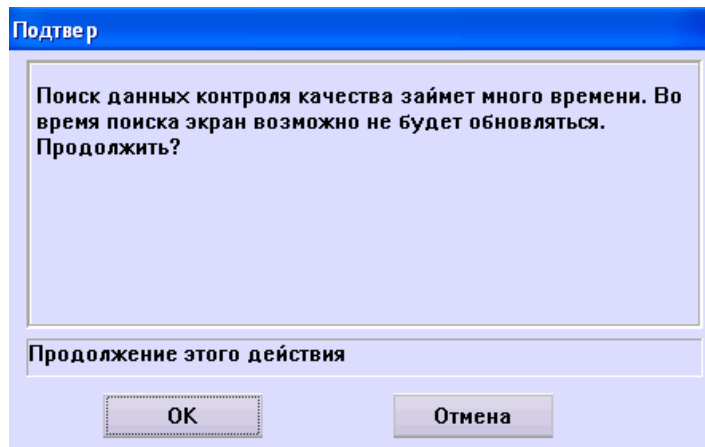 Подтвер
Поиск данных контроля качества займет много времени. Во
время поиска экран возможно не будет обновляться.
Продолжить?
Продолжение этого действия
OK
Отмена